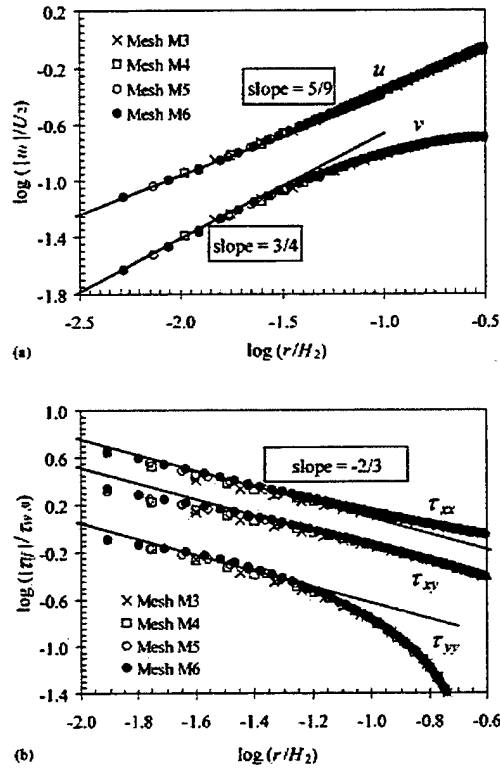 × Mesh M3
□ Mesh M4
○ Mesh M5
● Mesh M6
slope = 5/9
u
v
slope = 3/4
0.2
-0.2
-0.6
-1.0
-1.4
-1.8
-2.5
-2.0
-1.5
-1.0
-0.5
log (|u|/U₂)
log (r/H₂)
(a)
1.0
0.6
0.2
-0.2
-0.6
-1.0
-1.4
slope = -2/3
τxx
τxy
τyy
× Mesh M3
□ Mesh M4
○ Mesh M5
● Mesh M6
-2.0
-1.8
-1.6
-1.4
-1.2
-1.0
-0.8
-0.6
log (r/H₂)
(b)